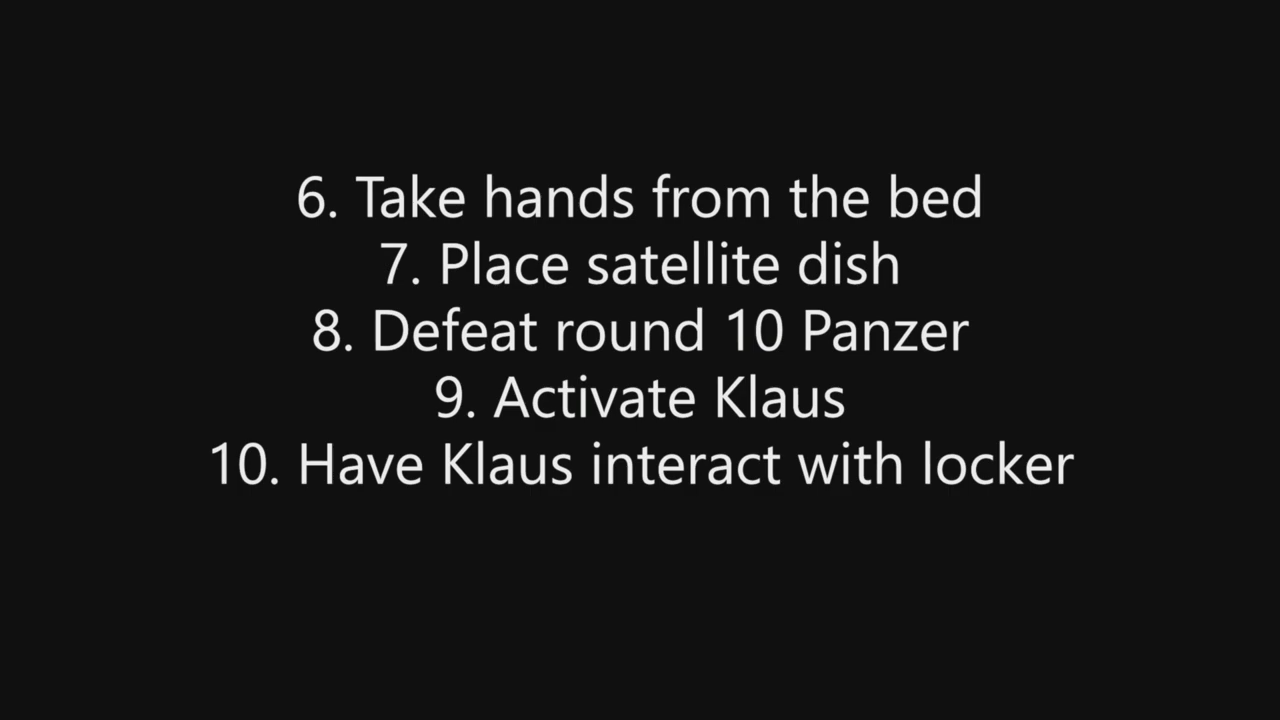 6. Take hands from the bed
7. Place satellite dish
8. Defeat round 10 Panzer
9. Activate Klaus
10. Have Klaus interact with locker